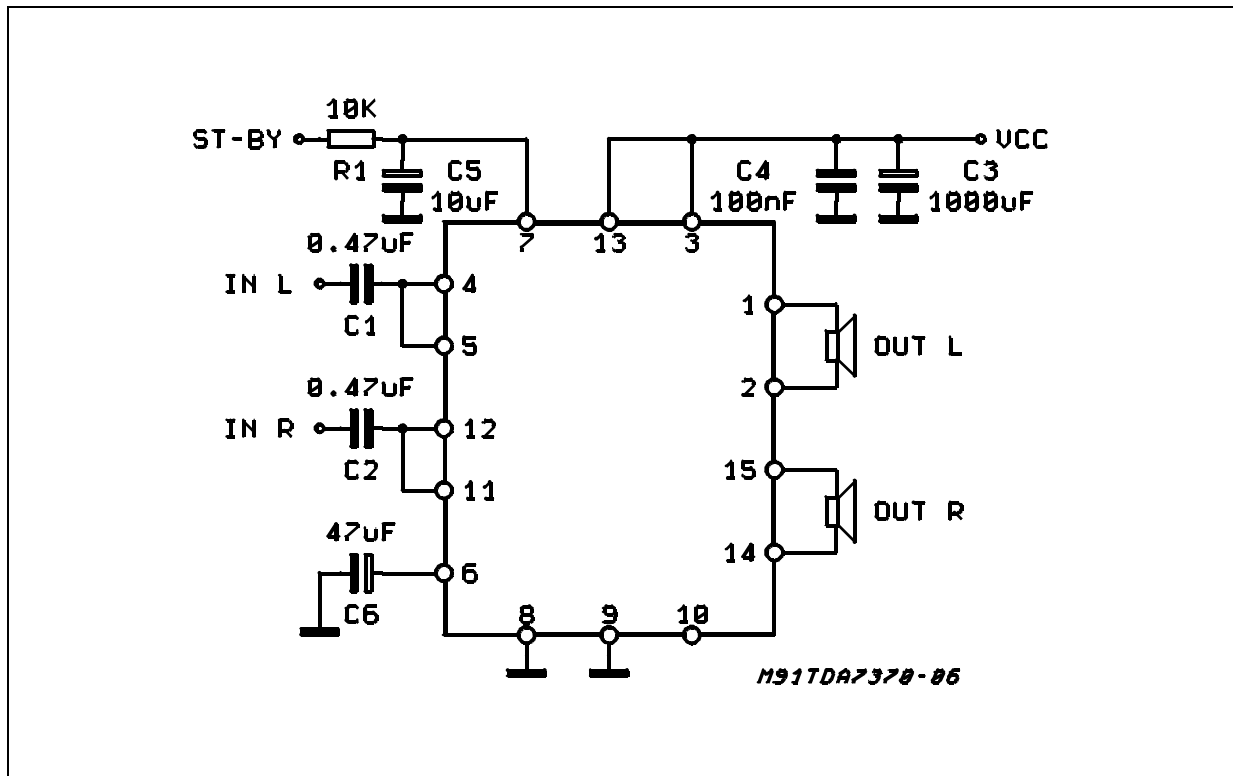 10K
ST-BY
VCC
R1
C5
10uF
C4
100nF
C3
1000uF
7
13
3
0.47uF
IN L
4
C1
5
1
OUT L
2
0.47uF
IN R
12
C2
11
15
OUT R
14
47uF
6
C6
8
9
10
M91TDA7370-06